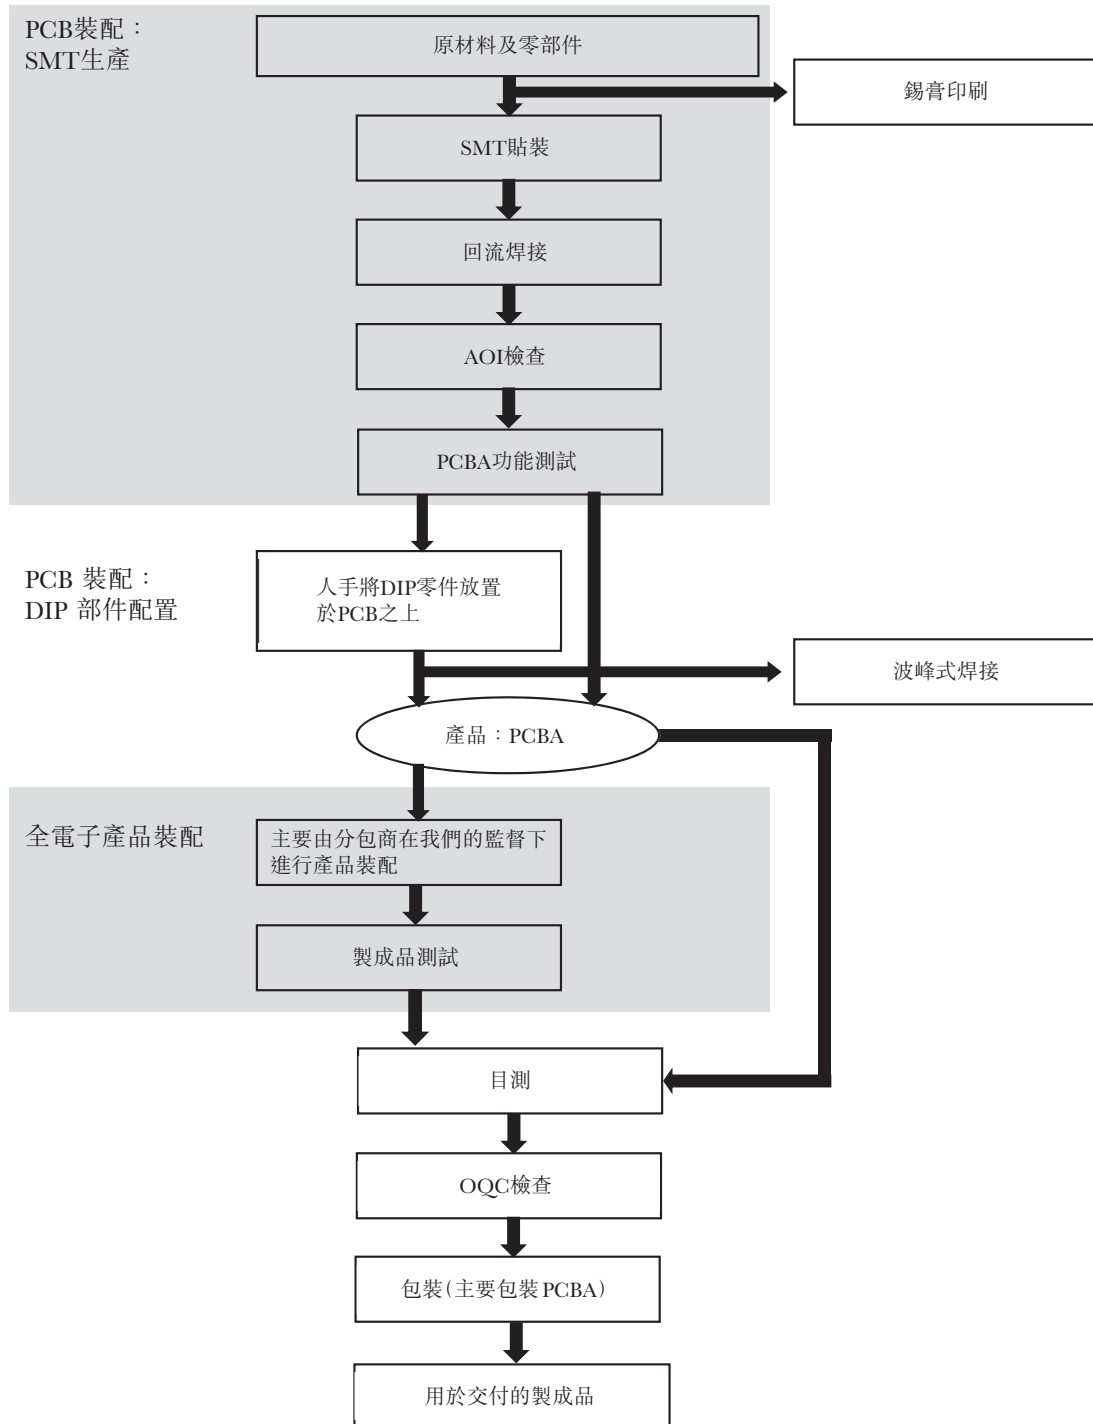 PCB裝配：
SMT生產
原材料及零部件
錫膏印刷
SMT貼裝
回流焊接
AOI檢查
PCBA功能測試
PCB 裝配：
DIP 部件配置
人手將DIP零件放置
於PCB之上
波峰式焊接
產品：PCBA
全電子產品裝配
主要由分包商在我們的監督下
進行產品裝配
製成品測試
目測
OQC檢查
包裝(主要包裝PCBA)
用於交付的製成品